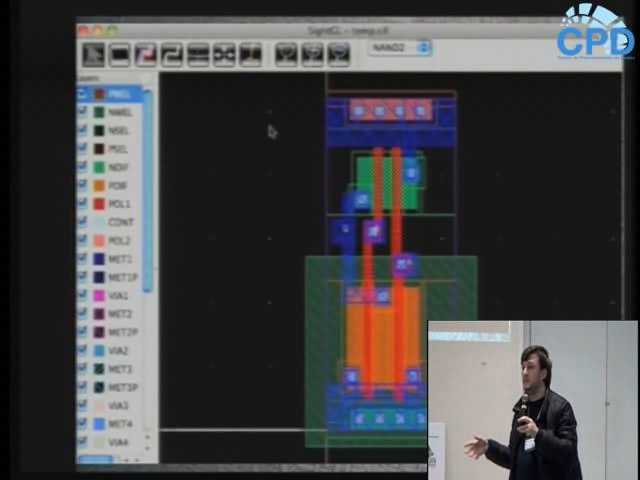 SightGL - temp.cif
CPD
NAND2
PWEL
NWEL
NSEL
PSEL
NDIF
PDIF
POL1
CONT
POL2
MET1
MET1P
VIA1
MET2
MET2P
VIA2
MET3
MET3P
VIA3
MET4
VIA4